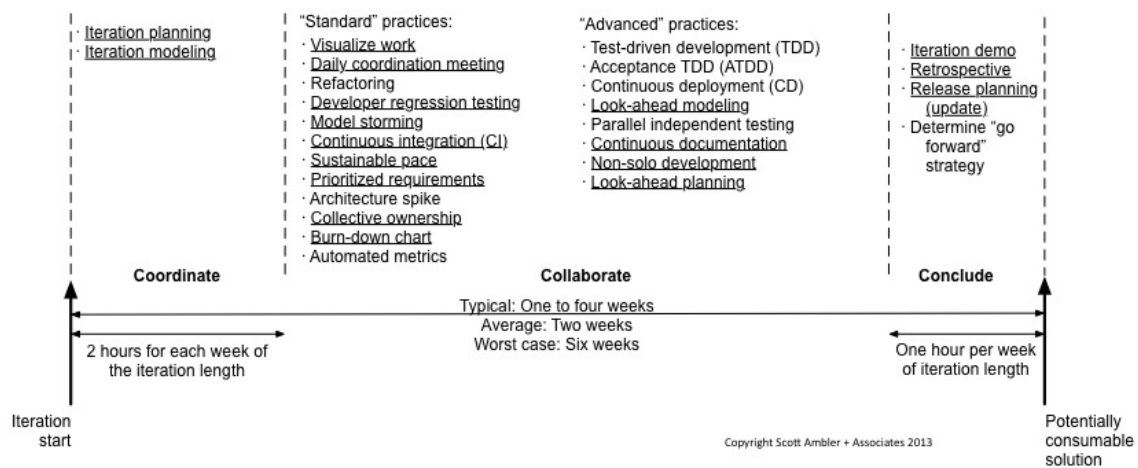 · Iteration planning
· Iteration modeling
“Standard” practices:
· Visualize work
· Daily coordination meeting
· Refactoring
· Developer regression testing
· Model storming
· Continuous integration (CI)
· Sustainable pace
· Prioritized requirements
· Architecture spike
· Collective ownership
· Burn-down chart
· Automated metrics
“Advanced” practices:
· Test-driven development (TDD)
· Acceptance TDD (ATDD)
· Continuous deployment (CD)
· Look-ahead modeling
· Parallel independent testing
· Continuous documentation
· Non-solo development
· Look-ahead planning
· Iteration demo
· Retrospective
· Release planning
(update)
· Determine “go
forward”
strategy
Coordinate
Collaborate
Conclude
Typical: One to four weeks
Average: Two weeks
Worst case: Six weeks
2 hours for each week of
the iteration length
One hour per week
of iteration length
Iteration
start
Copyright Scott Ambler + Associates 2013
Potentially
consumable
solution